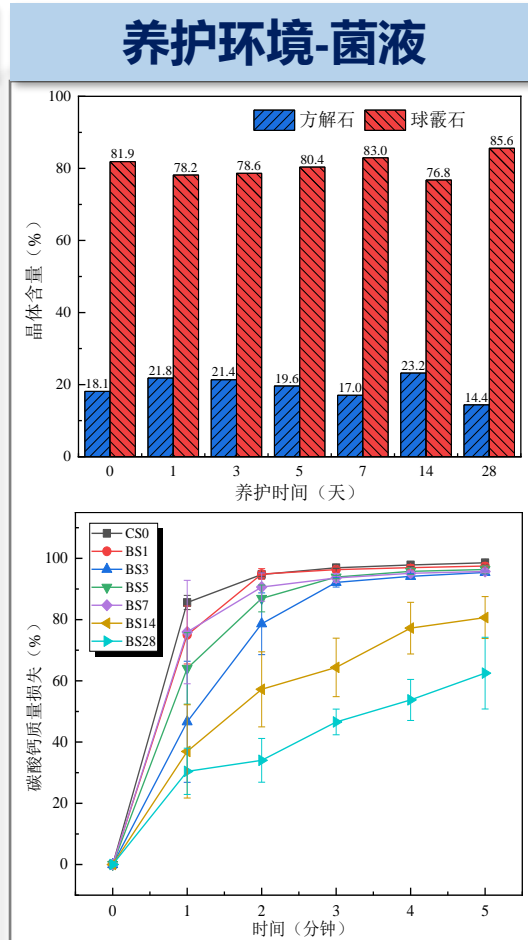 养护环境-菌液
100
80
60
40
20
0
晶体含量（%）
方解石
球霰石
81.9
78.2
78.6
80.4
83.0
76.8
85.6
18.1
21.8
21.4
19.6
17.0
23.2
14.4
0 1 3 5 7 14 28
养护时间（天）
CS0
BS1
BS3
BS5
BS7
BS14
BS28
100
80
60
40
20
0
碳酸钙质量损失（%）
0 1 2 3 4 5
时间（分钟）